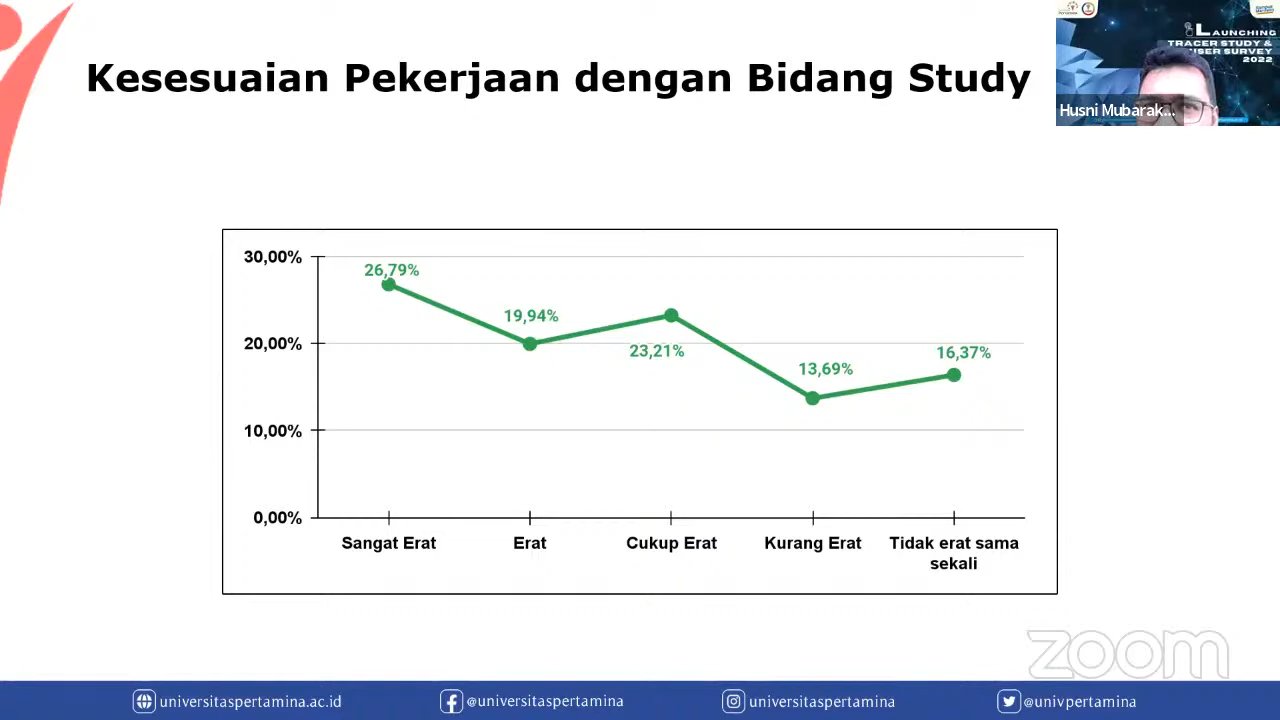 Kesesuaian Pekerjaan dengan Bidang Study
LAUNCHING
TRACER STUDY &
USER SURVEY
2022
Husni Mubarak...
30,00%
20,00%
10,00%
0,00%
26,79%
19,94%
23,21%
13,69%
16,37%
Sangat Erat
Erat
Cukup Erat
Kurang Erat
Tidak erat sama
sekali
zoom
universitaspertamina.ac.id
@universitaspertamina
universitaspertamina
@univpertamina